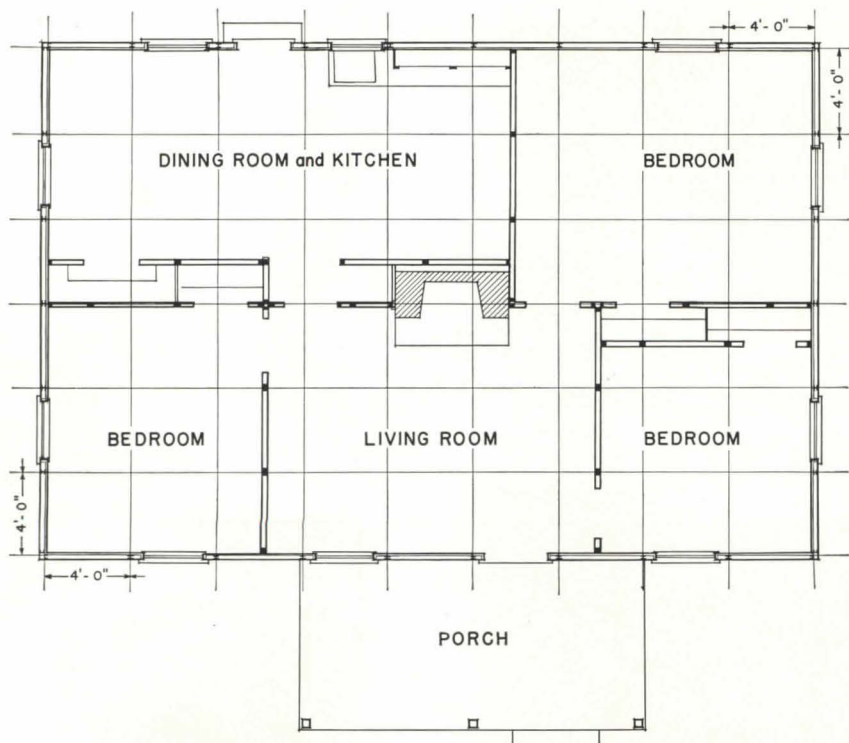 4'-0"
4'-0"
DINING ROOM and KITCHEN
BEDROOM
BEDROOM
LIVING ROOM
BEDROOM
4'-0"
4'-0"
PORCH